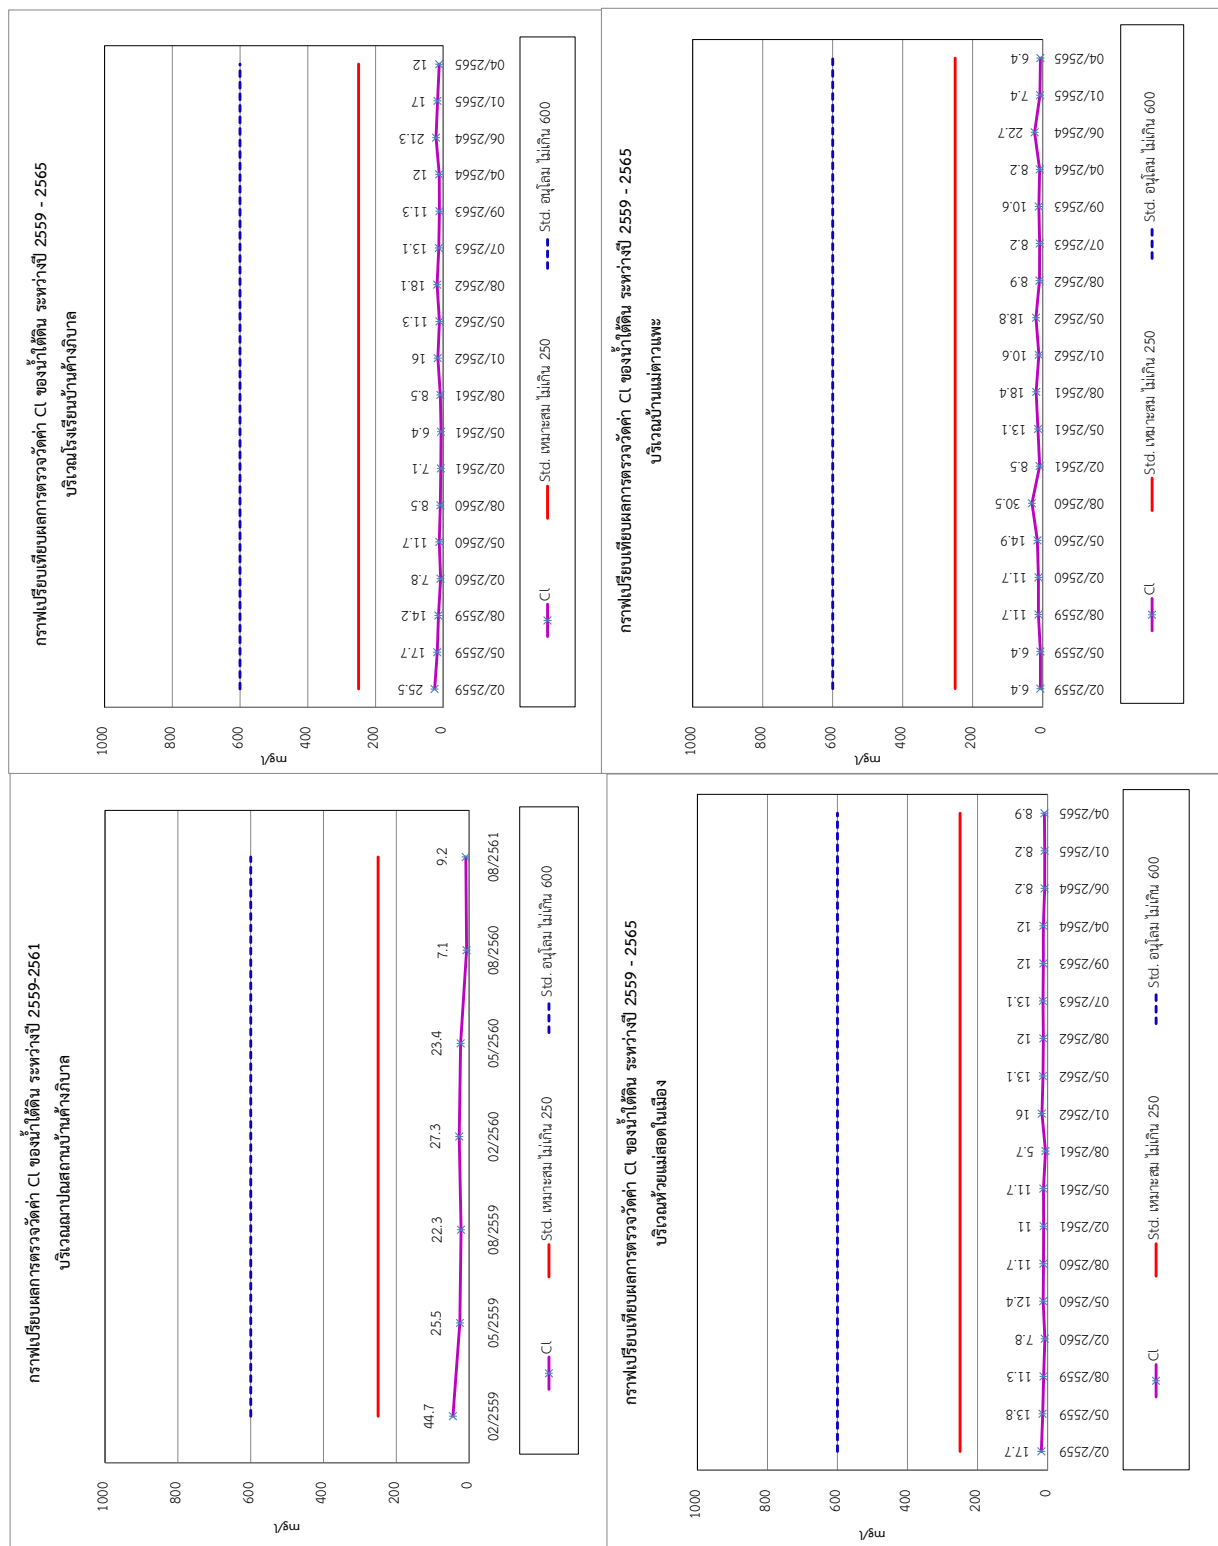 กราฟเปรียบเทียบผลการตรวจวัดค่า Cl ของน้ำใต้ดิน ระหว่างปี 2559-2561
บริเวณฌาปณสถานบ้านค้างภิบาล
mg/l
1000
800
600
400
200
0
44.7 25.5 22.3 27.3 23.4 7.1 9.2
02/2559 05/2559 08/2559 02/2560 05/2560 08/2560 08/2561
Cl Std. เหมาะสม ไม่เกิน 250 Std. อนุโลม ไม่เกิน 600
กราฟเปรียบเทียบผลการตรวจวัดค่า Cl ของน้ำใต้ดิน ระหว่างปี 2559 - 2565
บริเวณโรงเรียนบ้านค้างภิบาล
mg/l
1000
800
600
400
200
0
25.5 17.7 14.2 7.8 11.7 8.5 7.1 6.4 8.5 16 11.3 18.1 13.1 11.3 12 21.3 17 12
02/2559 05/2559 08/2559 02/2560 05/2560 08/2560 02/2561 05/2561 08/2561 01/2562 05/2562 08/2562 07/2563 09/2563 04/2564 06/2564 01/2565 04/2565
Cl Std. เหมาะสม ไม่เกิน 250 Std. อนุโลม ไม่เกิน 600
กราฟเปรียบเทียบผลการตรวจวัดค่า Cl ของน้ำใต้ดิน ระหว่างปี 2559 - 2565
บริเวณห้วยแม่สอดในเมือง
mg/l
1000
800
600
400
200
0
17.7 13.8 11.3 7.8 12.4 11.7 11 11.7 5.7 16 13.1 12 13.1 12 12 8.2 8.2 8.9
02/2559 05/2559 08/2559 02/2560 05/2560 08/2560 02/2561 05/2561 08/2561 01/2562 05/2562 08/2562 07/2563 09/2563 04/2564 06/2564 01/2565 04/2565
Cl Std. เหมาะสม ไม่เกิน 250 Std. อนุโลม ไม่เกิน 600
กราฟเปรียบเทียบผลการตรวจวัดค่า Cl ของน้ำใต้ดิน ระหว่างปี 2559 - 2565
บริเวณบ้านแม่ตาวแพะ
mg/l
1000
800
600
400
200
0
6.4 6.4 11.7 11.7 14.9 30.5 8.5 13.1 18.4 10.6 18.8 8.9 8.2 10.6 8.2 22.7 7.4 6.4
02/2559 05/2559 08/2559 02/2560 05/2560 08/2560 02/2561 05/2561 08/2561 01/2562 05/2562 08/2562 07/2563 09/2563 04/2564 06/2564 01/2565 04/2565
Cl Std. เหมาะสม ไม่เกิน 250 Std. อนุโลม ไม่เกิน 600